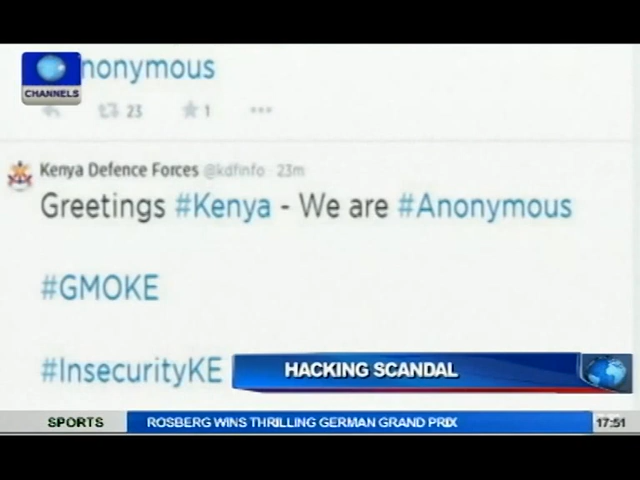 nonymous
CHANNELS
23
1
Kenya Defence Forces @kdfinfo 23m
Greetings #Kenya - We are #Anonymous
#GMOKE
#InsecurityKE
HACKING SCANDAL
SPORTS ROSBERG WINS THRILLING GERMAN GRAND PRIX 17:51